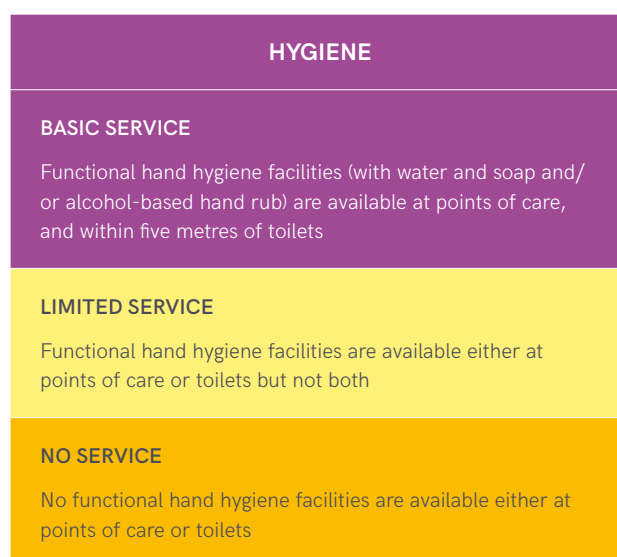 HYGIENE
BASIC SERVICE
Functional hand hygiene facilities (with water and soap and/
or alcohol-based hand rub) are available at points of care,
and within five metres of toilets
LIMITED SERVICE
Functional hand hygiene facilities are available either at
points of care or toilets but not both
NO SERVICE
No functional hand hygiene facilities are available either at
points of care or toilets